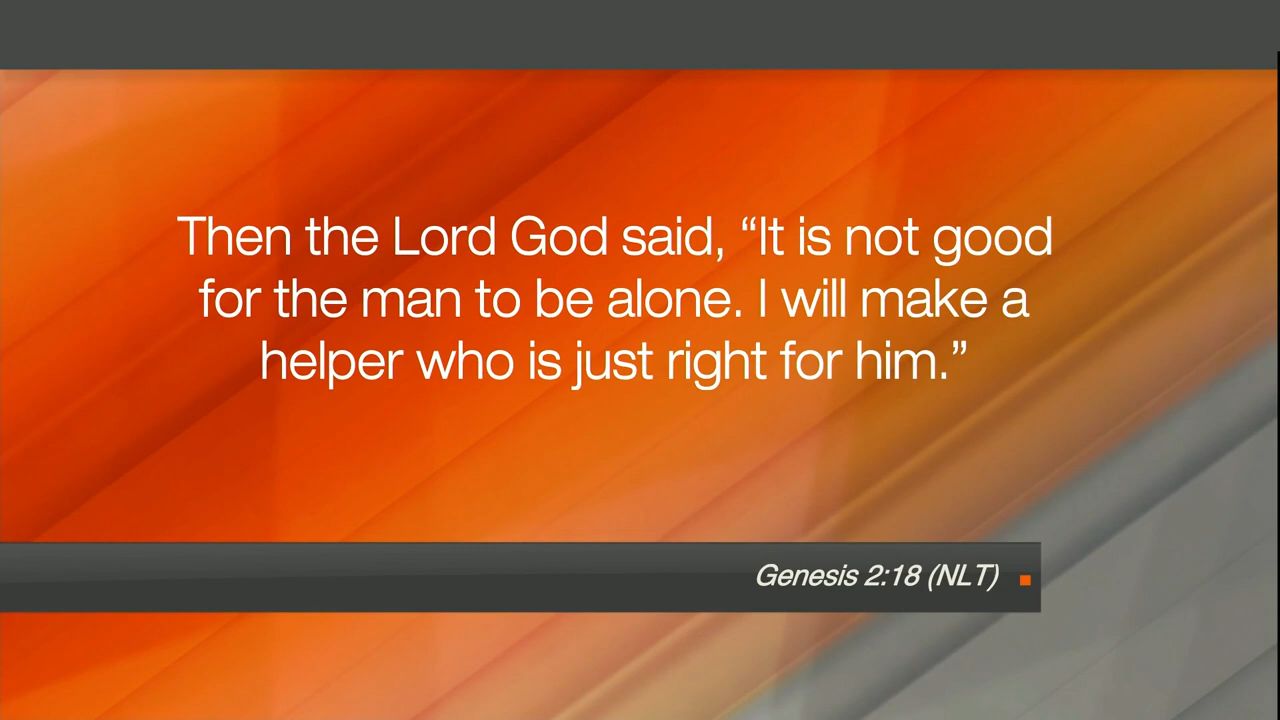 Then the Lord God said, “It is not good
for the man to be alone. I will make a
helper who is just right for him.”
Genesis 2:18 (NLT)